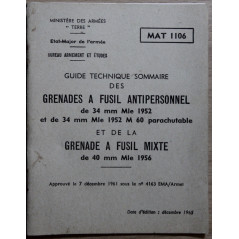 MINISTÈRE DES ARMÉES
" TERRE "
Etat-Major de l'armée
BUREAU ARMEMENT ET ÉTUDES
MAT 1106
GUIDE TECHNIQUE SOMMAIRE
DES
GRENADES A FUSIL ANTIPERSONNEL
de 34 mm Mle 1952
et de 34 mm Mle 1952 M 60 parachutable
ET DE LA
GRENADE A FUSIL MIXTE
de 40 mm Mle 1956
Approuvé le 7 décembre 1961 sous le n° 4163 EMA/Armet
Date d'édition : décembre